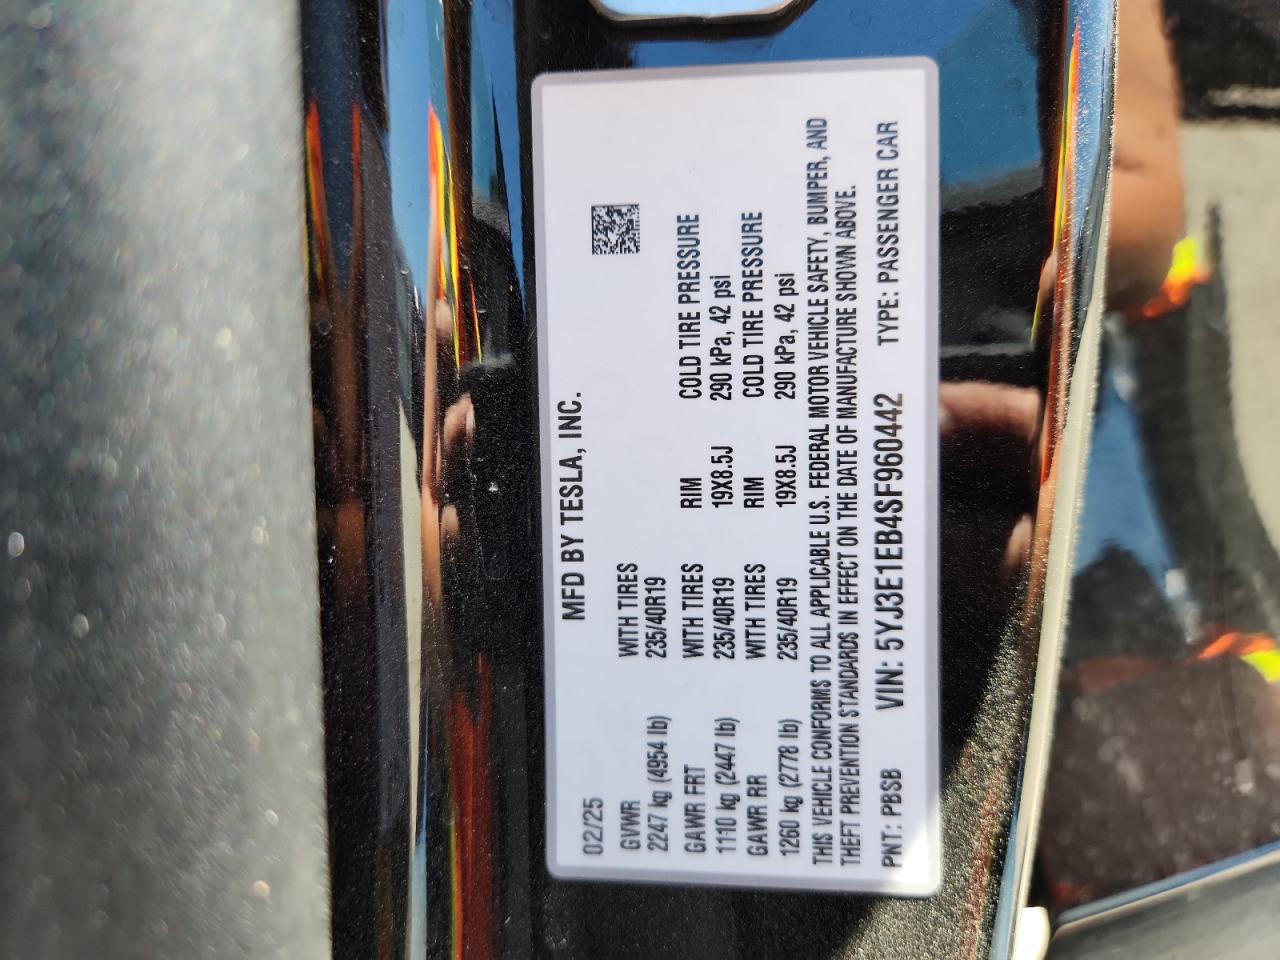 MFD BY TESLA, INC.
02/25
GVWR WITH TIRES
2247 kg (4954 lb) 235/40R19
GAWR FRT WITH TIRES RIM COLD TIRE PRESSURE
1110 kg (2447 lb) 235/40R19 19X8.5J 290 kPa, 42 psi
GAWR RR WITH TIRES RIM COLD TIRE PRESSURE
1260 kg (2778 lb) 235/40R19 19X8.5J 290 kPa, 42 psi
THIS VEHICLE CONFORMS TO ALL APPLICABLE U.S. FEDERAL MOTOR VEHICLE SAFETY, BUMPER, AND
THEFT PREVENTION STANDARDS IN EFFECT ON THE DATE OF MANUFACTURE SHOWN ABOVE.
PNT: PBSB VIN: 5YJ3E1EB4SF960442 TYPE: PASSENGER CAR